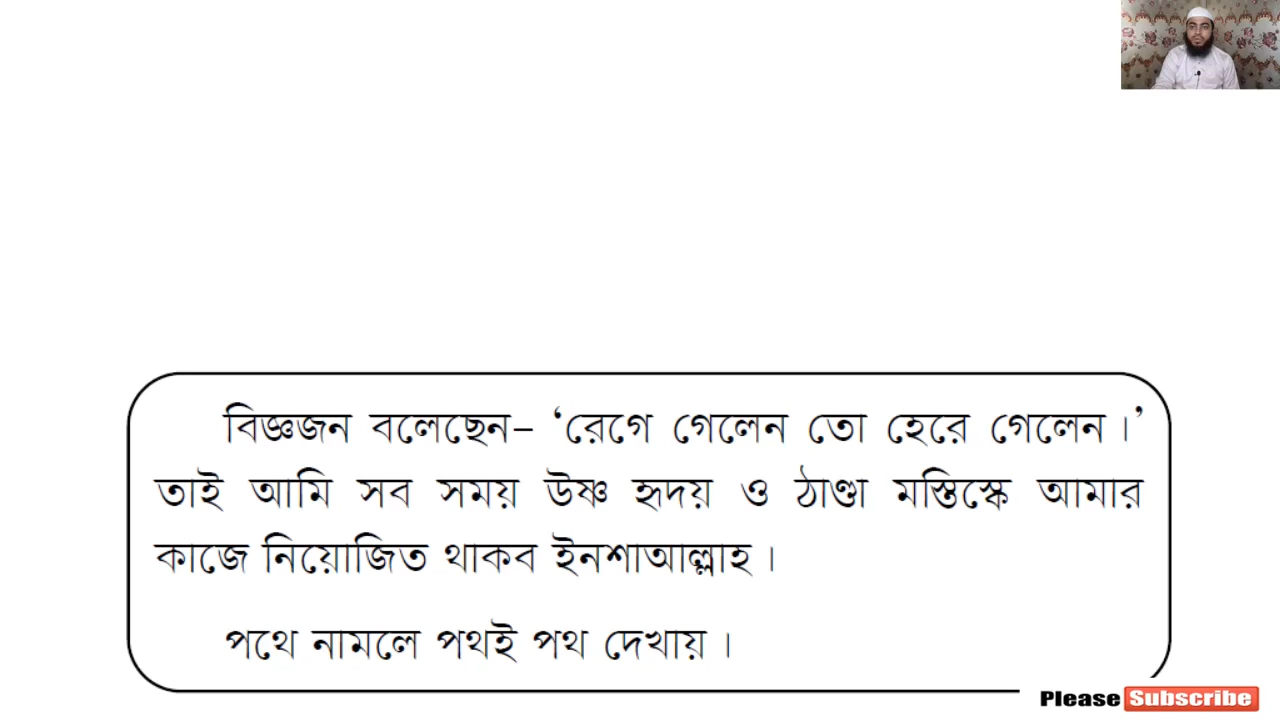 বিজ্ঞজন বলেছেন– ‘রেগে গেলেন তো হেরে গেলেন।’
তাই আমি সব সময় উষ্ণ হৃদয় ও ঠাণ্ডা মস্তিস্কে আমার
কাজে নিয়োজিত থাকব ইনশাআল্লাহ।
পথে নামলে পথই পথ দেখায়।
Please Subscribe